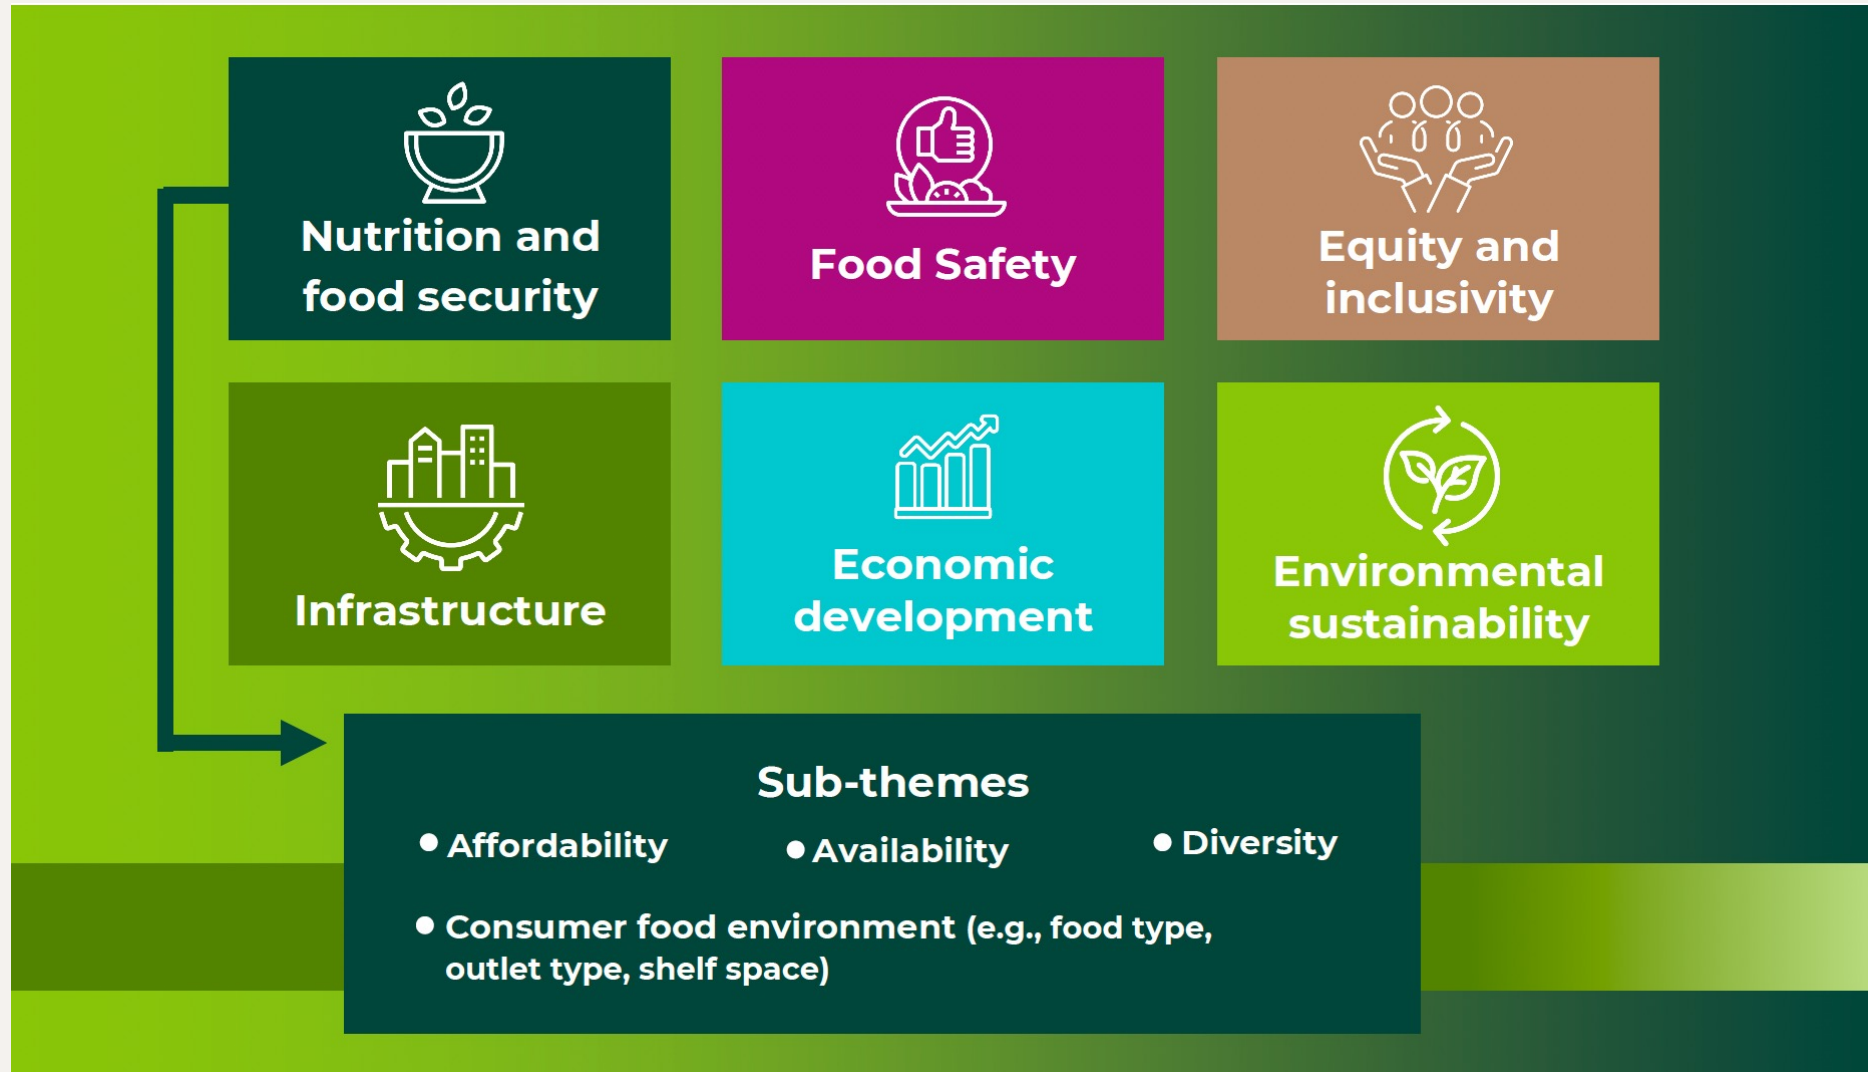 Nutrition and
food security
Food Safety
Equity and
inclusivity
Infrastructure
Economic
development
Environmental
sustainability
Sub-themes
• Affordability
• Availability
• Diversity
• Consumer food environment (e.g., food type,
outlet type, shelf space)